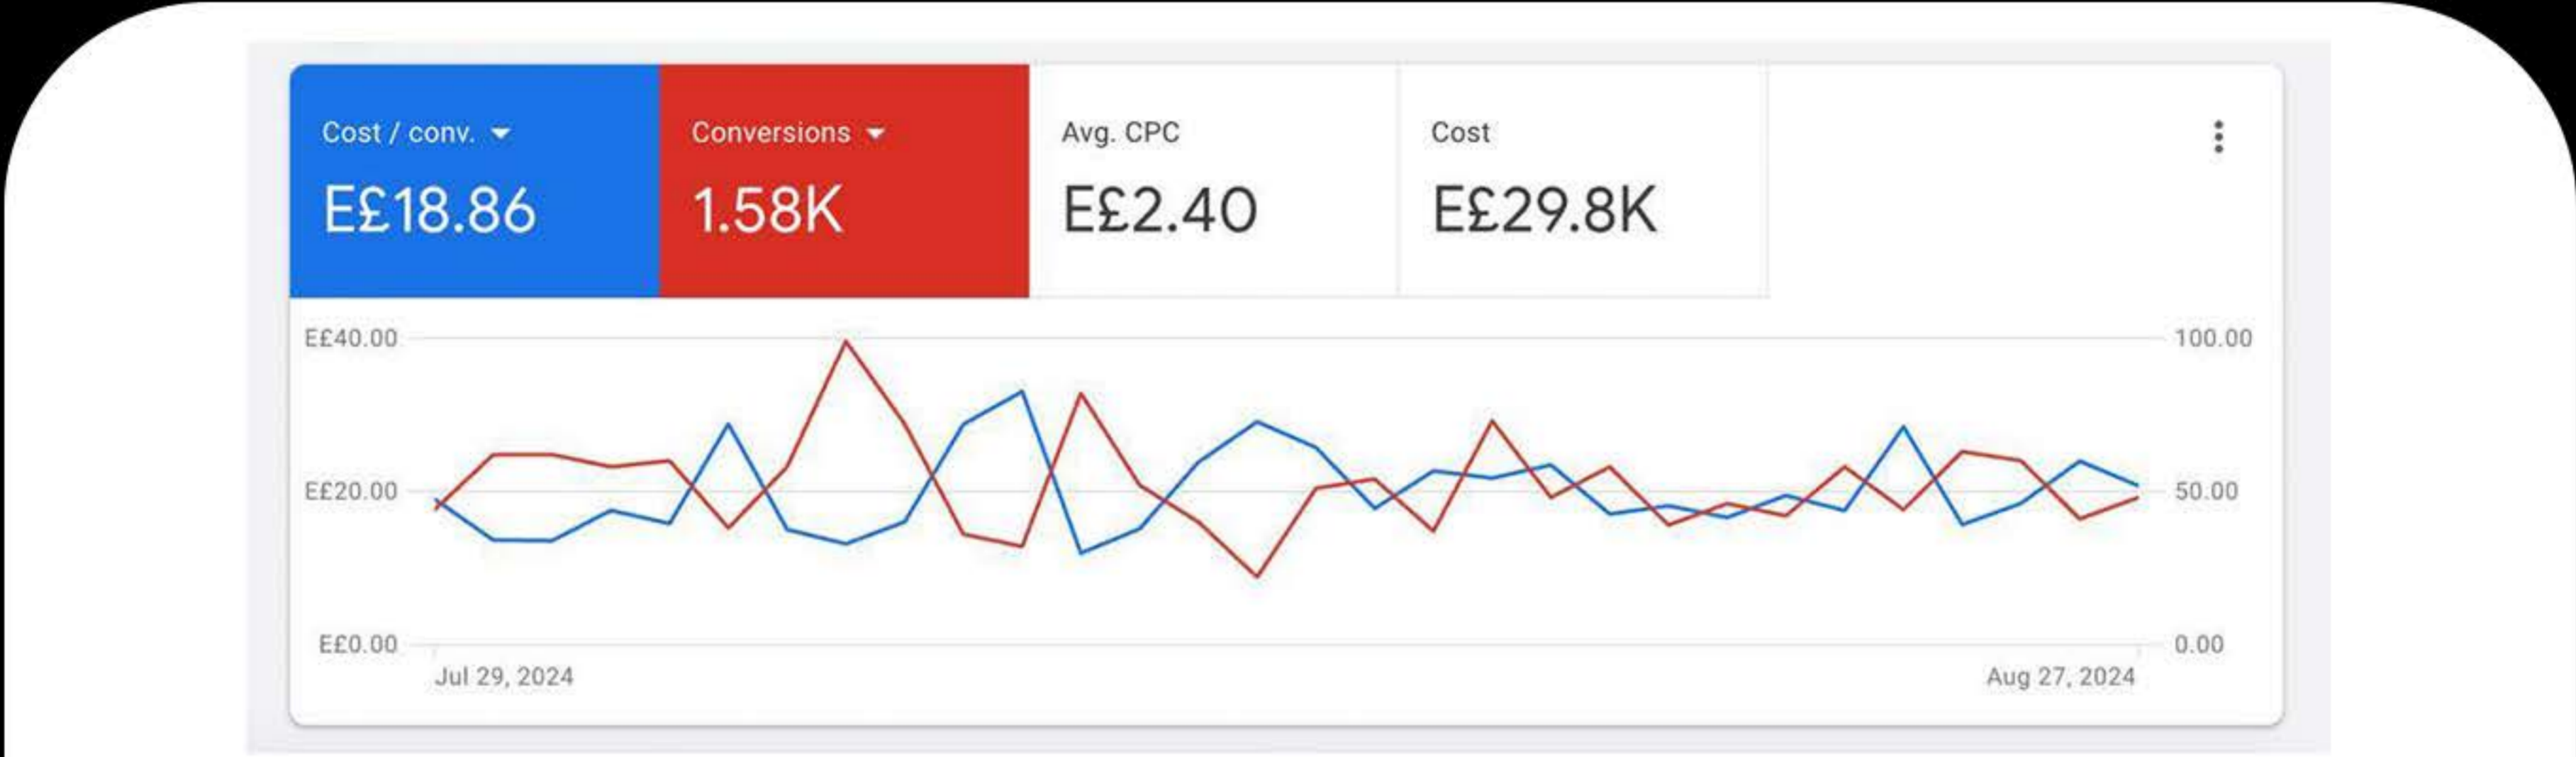 Cost / conv.
Conversions
Avg. CPC
Cost
E£18.86
1.58K
E£2.40
E£29.8K
E£40.00
100.00
E£20.00
50.00
E£0.00
0.00
Jul 29, 2024
Aug 27, 2024